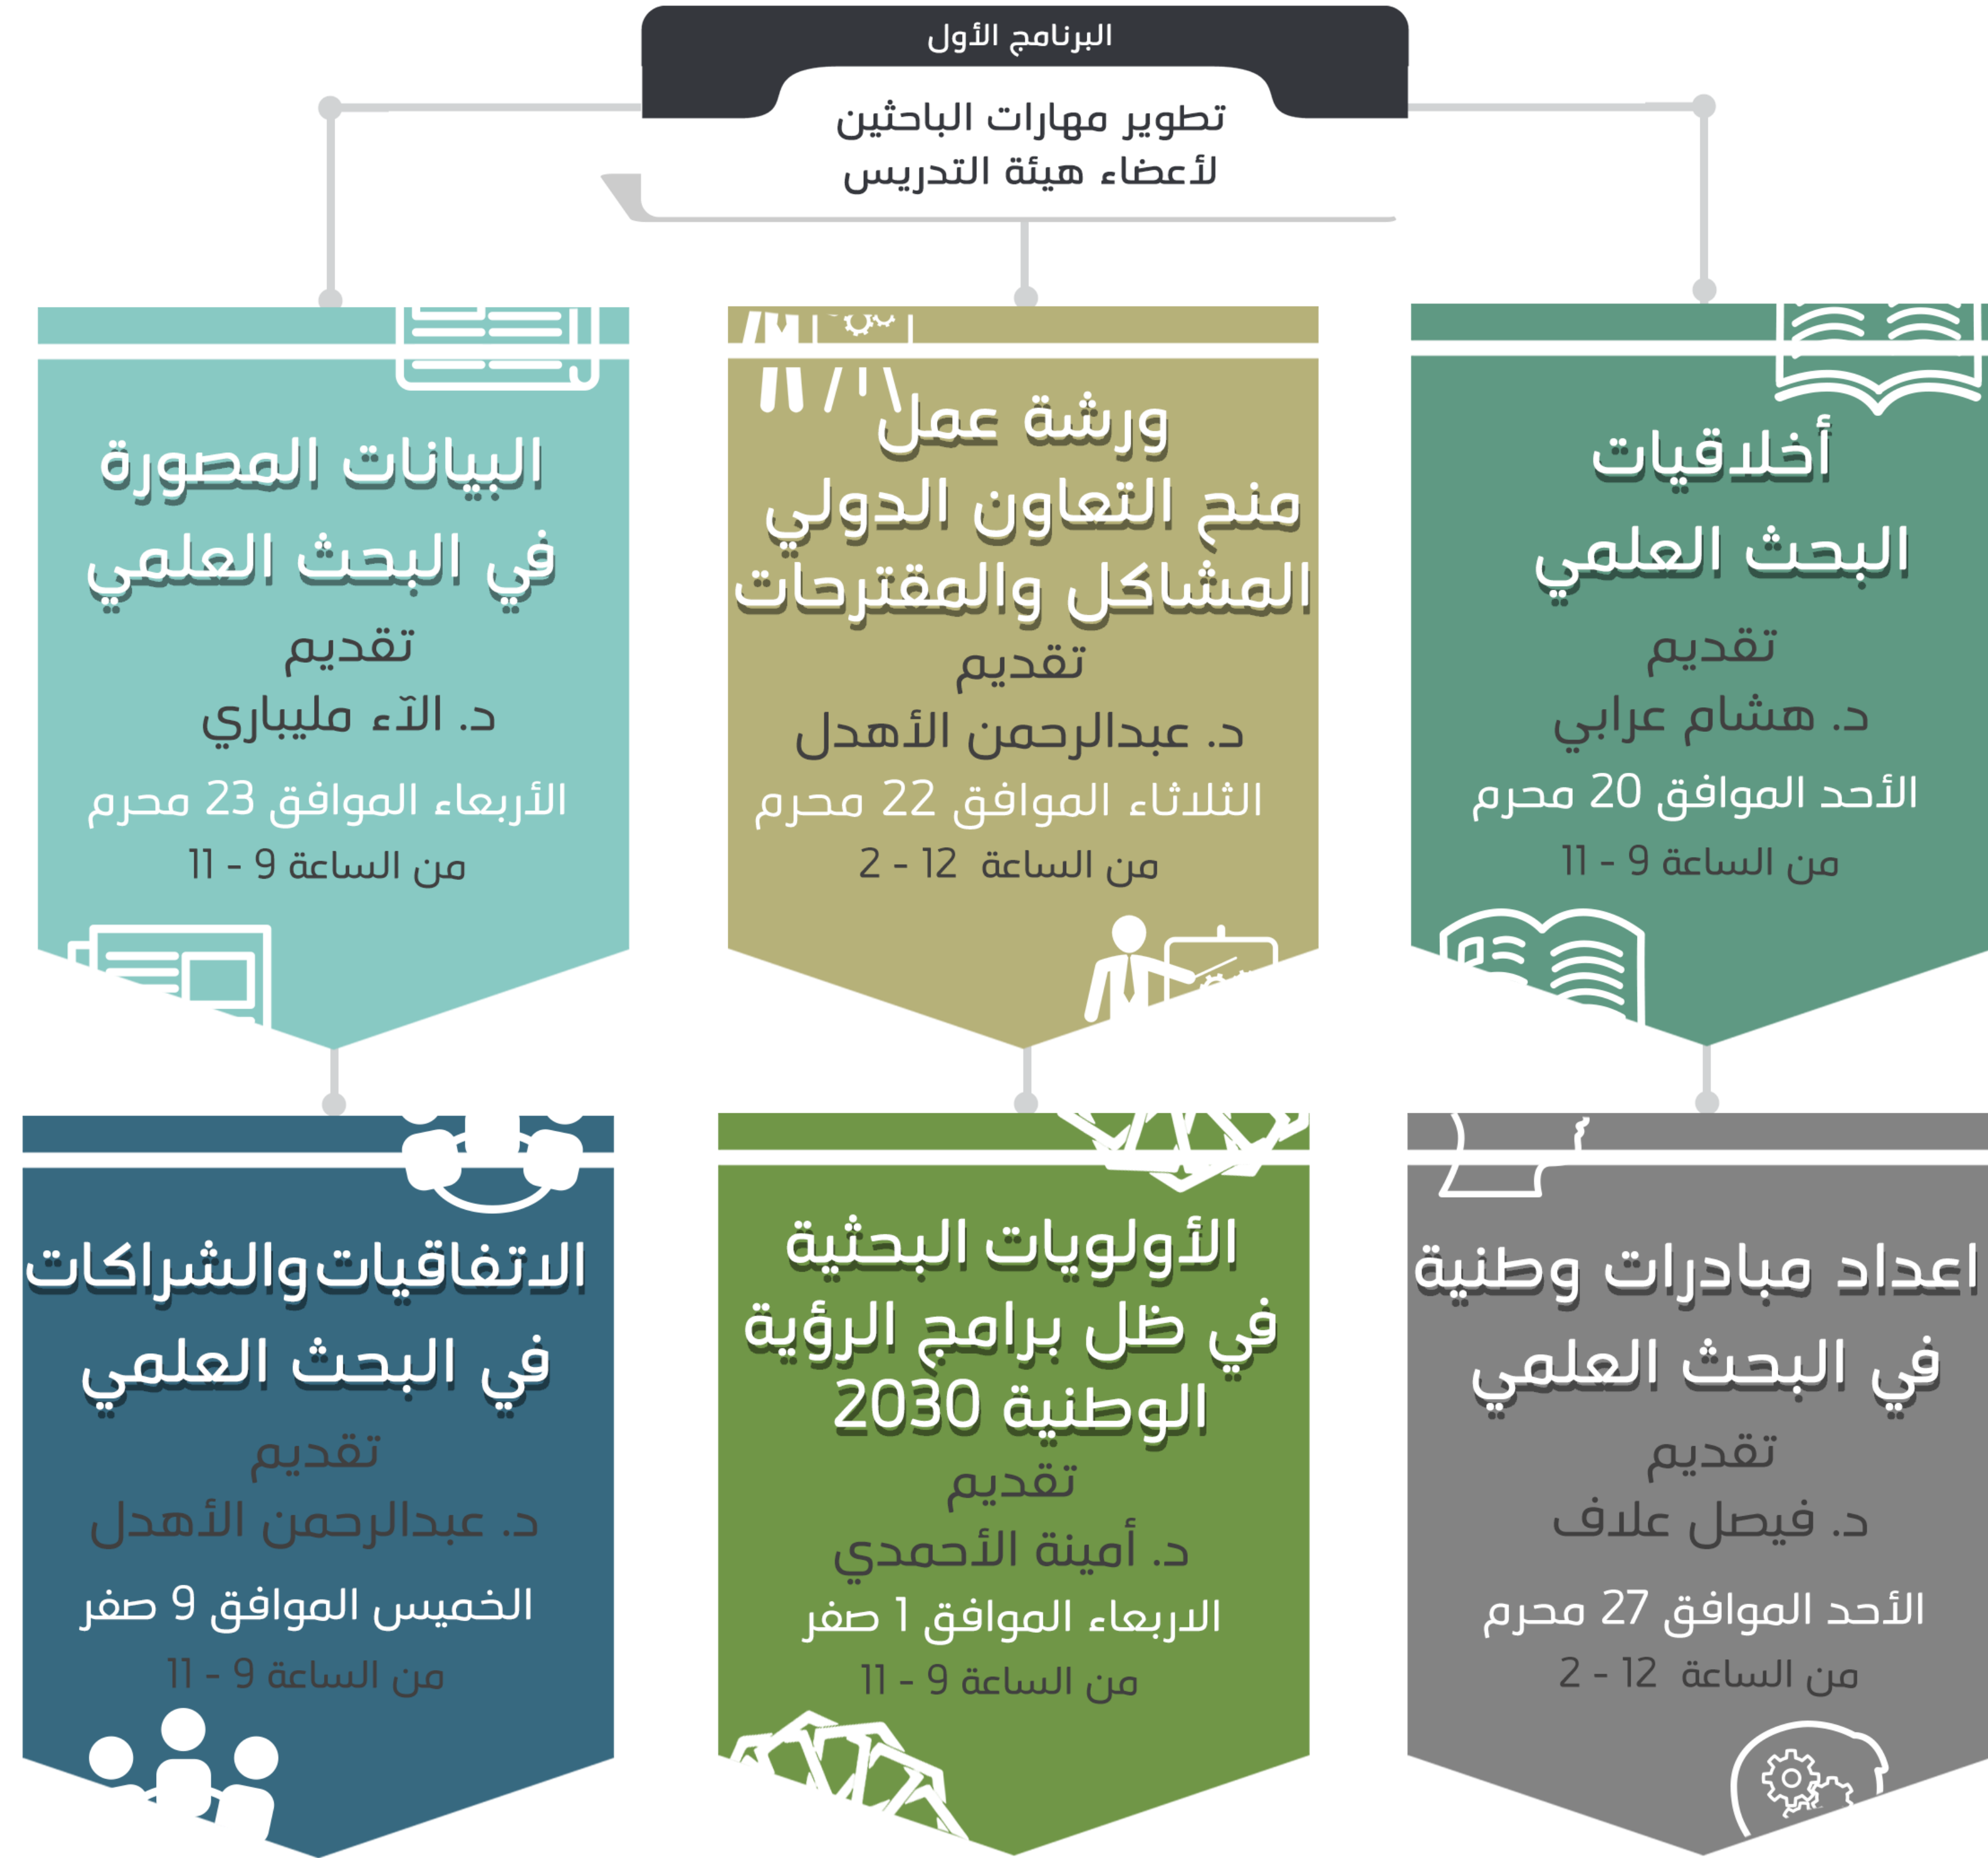 البرنامج الأول
تطوير مهارات الباحثين
لأعضاء هيئة التدريس
أخلاقيات
البحث العلمي
تقديم
د. هشام عرابي
الأحد الموافق 20 محرم
من الساعة 9 - 11
ورشة عمل
منح التعاون الدولي
المشاكل والمقترحات
تقديم
د. عبدالرحمن الأهدل
الثلاثاء الموافق 22 محرم
من الساعة 12 - 2
البيانات المصورة
في البحث العلمي
تقديم
د. الآء مليباري
الأربعاء الموافق 23 محرم
من الساعة 9 - 11
اعداد مبادرات وطنية
في البحث العلمي
تقديم
د. فيصل علاف
الأحد الموافق 27 محرم
من الساعة 12 - 2
الأولويات البحثية
في ظل برامج الرؤية
الوطنية 2030
تقديم
د. أمينة الأحمدي
الاربعاء الموافق 1 صفر
من الساعة 9 - 11
الاتفاقيات والشراكات
في البحث العلمي
تقديم
د. عبدالرحمن الأهدل
الخميس الموافق 9 صفر
من الساعة 9 - 11